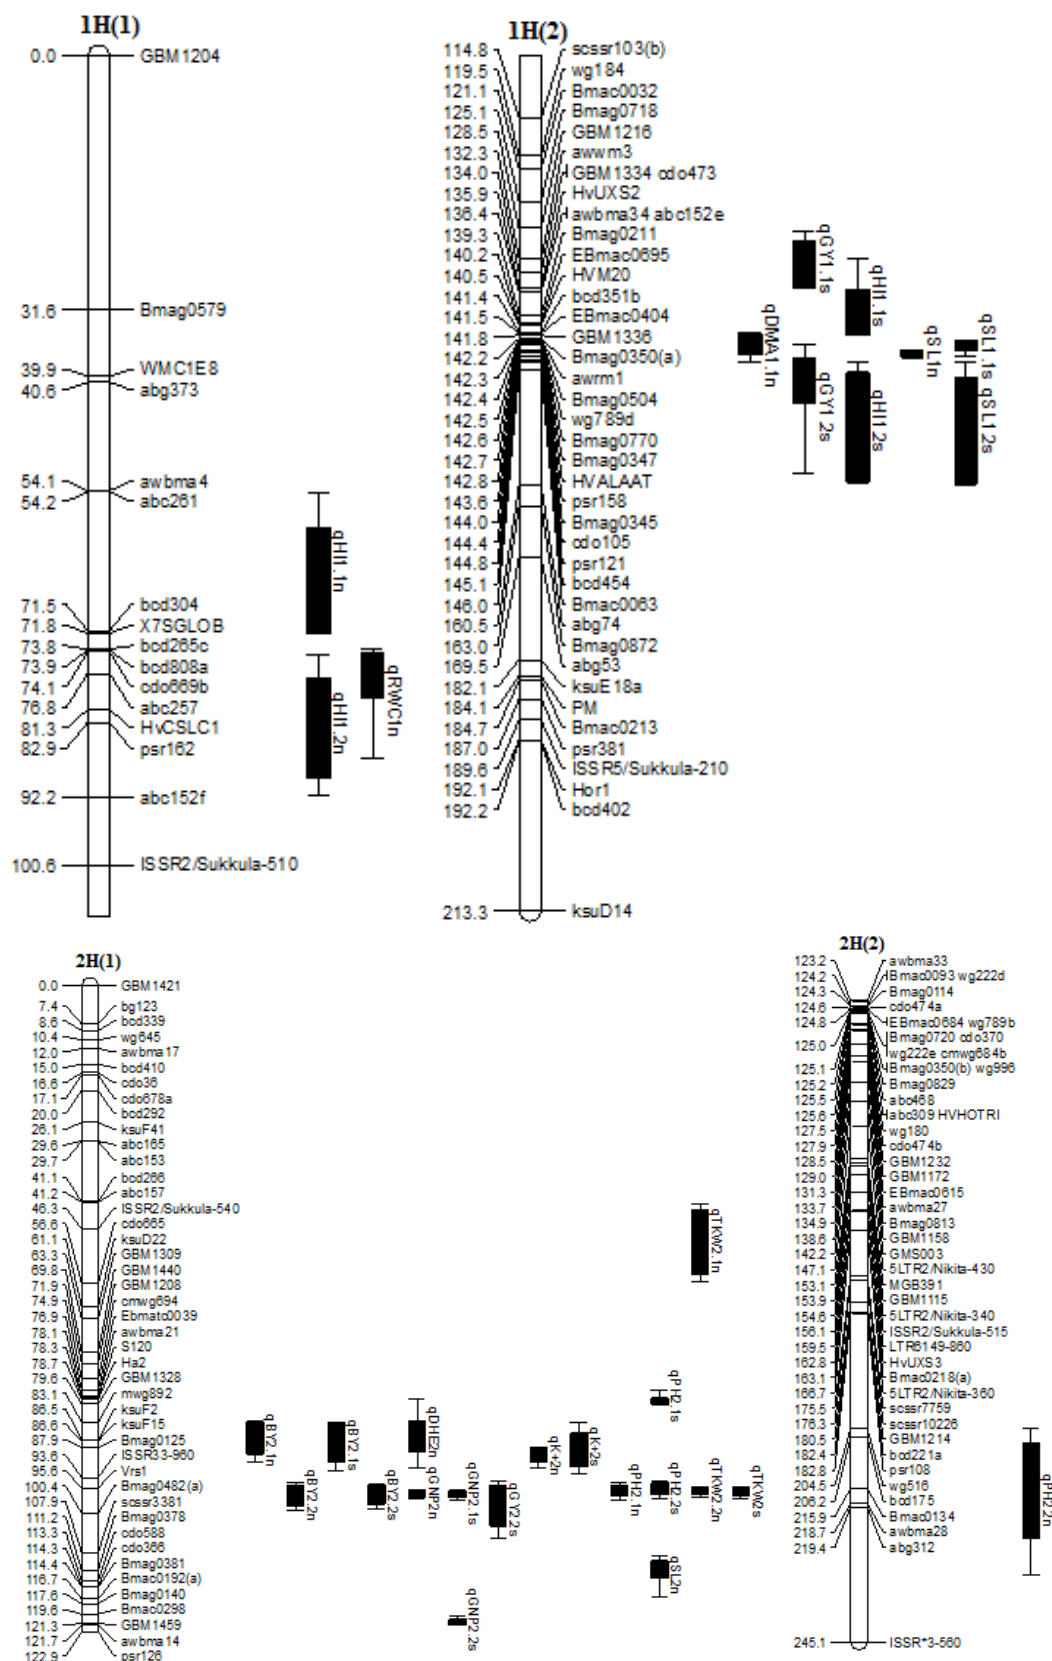 1H(1)
0.0 GBM1204
31.6 Bmag0579
39.9 WMC1E8
40.6 abg373
54.1 awbma4
54.2 abc261
71.5 bcd304
71.8 X7SGLOB
73.8 bcd265c
73.9 bcd808a
74.1 cdo669b
76.8 abc257
81.3 HvCSLC1
82.9 psr162
92.2 abc152f
100.6 ISSR2/Sukkula-510
qHI1.1n
qHI1.2n
qRWC1n
1H(2)
114.8 scssr103(b)
119.5 wg184
121.1 Bmac0032
125.1 Bmag0718
128.5 GBM1216
132.3 awwm3
134.0 GBM1334 cdo473
135.9 HvUXS2
136.4 awbma34 abc152e
139.3 Bmag0211
140.2 EBmac0695
140.5 HVM20
141.4 bcd351b
141.5 EBmac0404
141.8 GBM1336
142.2 Bmag0350(a)
142.3 awrm1
142.4 Bmag0504
142.5 wg789d
142.6 Bmag0770
142.7 Bmag0347
142.8 HVALAAT
143.6 psr158
144.0 Bmag0345
144.4 cdo105
144.8 psr121
145.1 bcd454
146.0 Bmac0063
160.5 abg74
163.0 Bmag0872
169.5 abg53
182.1 ksuE18a
184.1 PM
184.7 Bmac0213
187.0 psr381
189.6 ISSR5/Sukkula-210
192.1 Hor1
192.2 bcd402
213.3 ksuD14
qDMA1.1n
qGY1.1s
qGY1.2s
qHI1.1s
qHI1.2s
qSL1n
qSL1.1s
qSL1.2s
2H(1)
0.0 GBM1421
7.4 bg123
8.6 bcd339
10.4 wg645
12.0 awbma17
15.0 bcd410
16.6 cdo36
17.1 cdo678a
20.0 bcd292
26.1 ksuF41
29.6 abc165
29.7 abc153
41.1 bcd266
41.2 abc157
46.3 ISSR2/Sukkula-540
56.6 cdo665
61.1 ksuD22
63.3 GBM1309
69.8 GBM1440
71.9 GBM1208
74.9 cmwg694
76.9 Ebmatc0039
78.1 awbma21
78.3 S120
78.7 Ha2
79.6 GBM1328
83.1 mwg892
86.5 ksuF2
86.6 ksuF15
87.9 Bmag0125
93.6 ISSR33-960
95.6 Vrs1
100.4 Bmag0482(a)
107.9 scssr3381
111.2 Bmag0378
113.3 cdo588
114.3 cdo366
114.4 Bmag0381
116.7 Bmac0192(a)
117.6 Bmag0140
119.6 Bmac0298
121.3 GBM1459
121.7 awbma14
122.9 psr126
qBY2.1n
qBY2.2n
qBY2.1s
qBY2.2s
qDHE2n
qGNP2n
qGNP2.1s
qGNP2.2s
qGY2.2s
qK+2n
qK+2s
qPH2.1n
qPH2.1s
qPH2.2s
qSL2n
qTKW2.1n
qTKW2.2n
qTKW2s
2H(2)
123.2 awbma33
124.2 Bmac0093 wg222d
124.3 Bmag0114
124.6 cdo474a
124.8 EBmac0684 wg789b
125.0 Bmag0720 cdo370
wg222e cmwg684b
125.1 Bmag0350(b) wg996
125.2 Bmag0829
125.5 abc468
125.6 abc309 HVHOTRI
127.5 wg180
127.9 cdo474b
128.5 GBM1232
129.0 GBM1172
131.3 EBmac0615
133.7 awbma27
134.9 Bmag0813
138.6 GBM1158
142.2 GMS003
147.1 5LTR2/Nikita-430
153.1 MGB391
153.9 GBM1115
154.6 5LTR2/Nikita-340
156.1 ISSR2/Sukkula-515
159.5 LTR6149-860
162.8 HvUXS3
163.1 Bmac0218(a)
166.7 5LTR2/Nikita-360
175.5 scssr7759
176.3 scssr10226
180.5 GBM1214
182.4 bcd221a
182.8 psr108
204.5 wg516
206.2 bcd175
215.9 Bmac0134
218.7 awbma28
219.4 abg312
245.1 ISSR*3-560
qPH2.2n